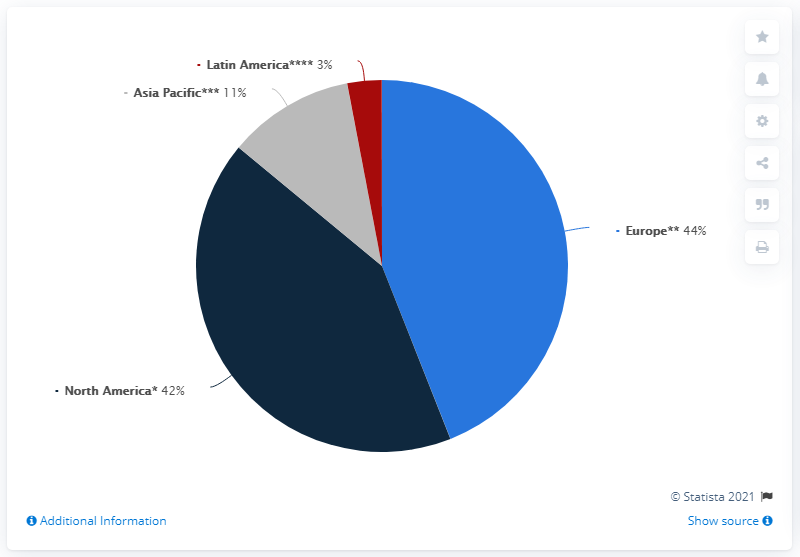 Latin America**** 3%
Asia Pacific*** 11%
Europe** 44%
North America* 42%
© Statista 2021
Additional Information
Show source